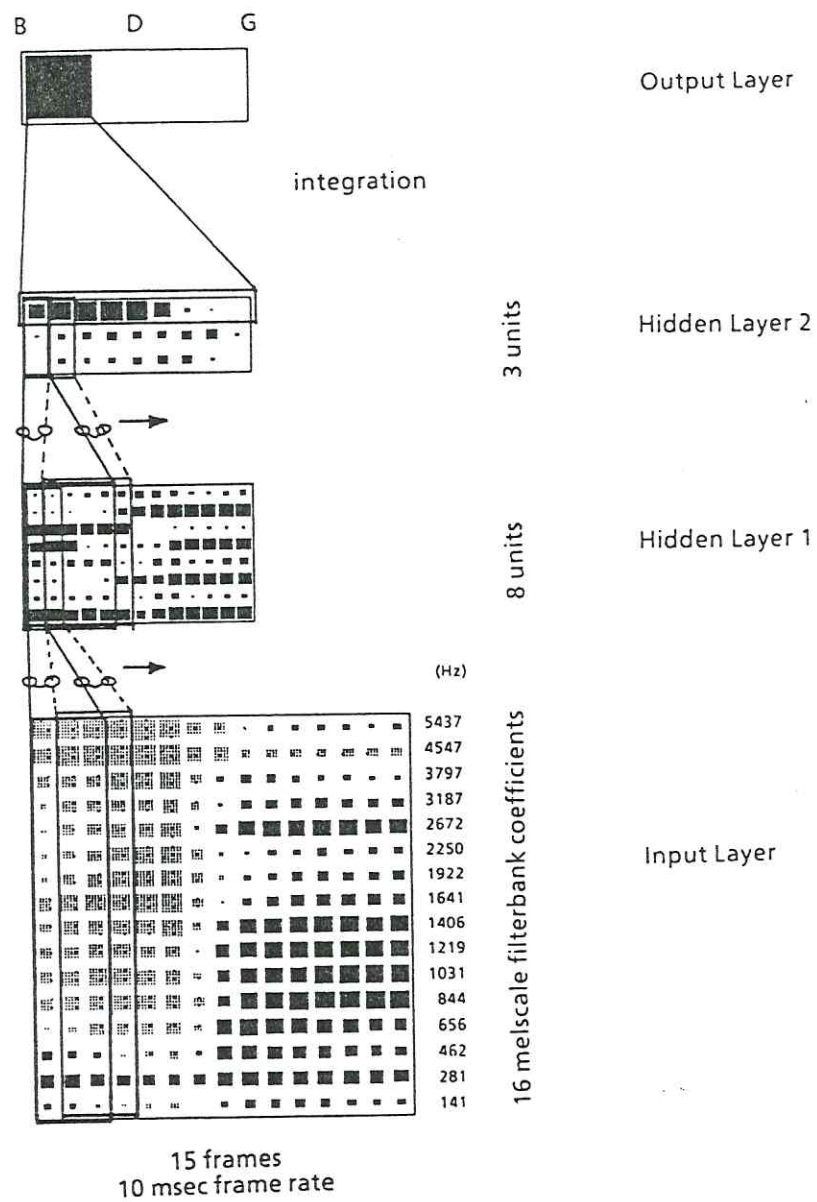 B D G
Output Layer
integration
3 units
Hidden Layer 2
8 units
Hidden Layer 1
(Hz)
5437
4547
3797
3187
2672
2250
1922
1641
1406
1219
1031
844
656
462
281
141
16 melscale filterbank coefficients
Input Layer
15 frames
10 msec frame rate